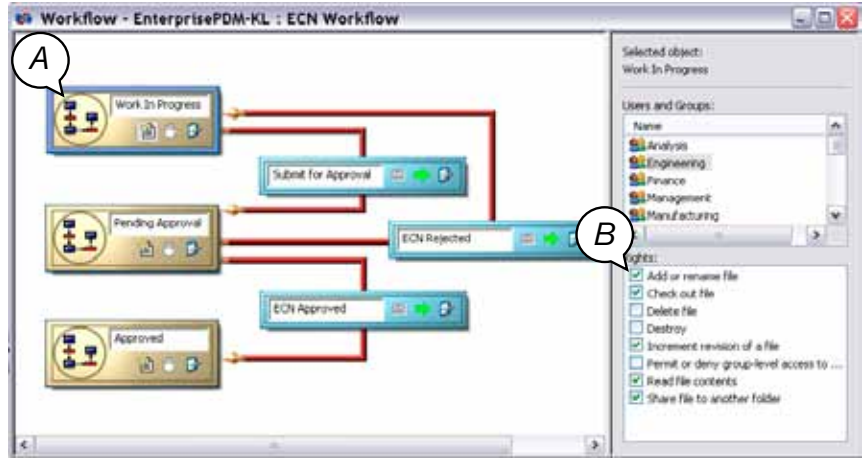 Workflow - EnterprisePDM-KL : ECN Workflow
A
Work In Progress
Submit for Approval
Pending Approval
ECN Rejected
ECN Approved
Approved
Selected object:
Work In Progress
Users and Groups:
Name
Analysis
Engineering
Finance
Management
Manufacturing
B
ights:
Add or rename file
Check out file
Delete file
Destroy
Increment revision of a file
Permit or deny group-level access to ...
Read file contents
Share file to another folder